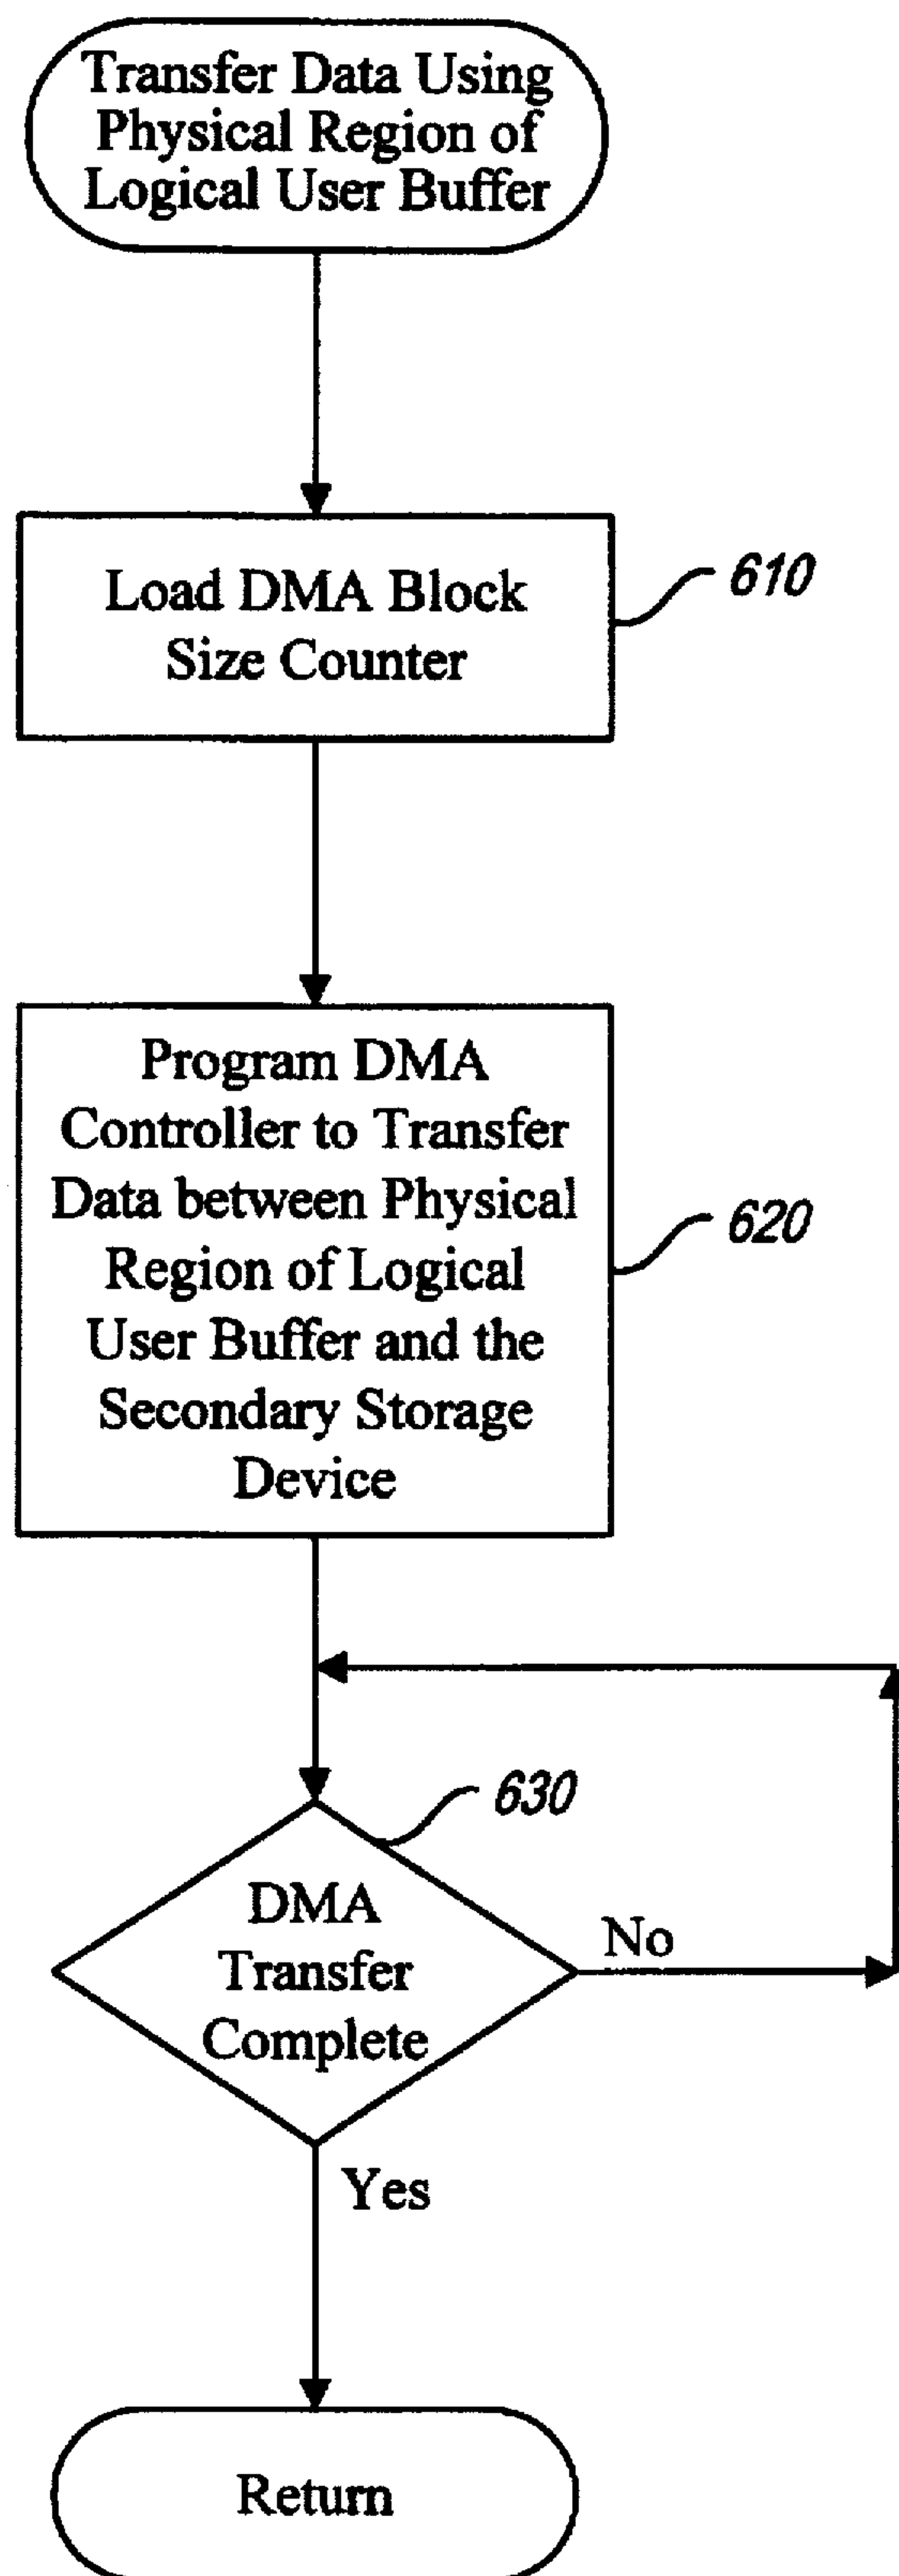 Transfer Data Using
Physical Region of
Logical User Buffer
Load DMA Block
Size Counter
610
Program DMA
Controller to Transfer
Data between Physical
Region of Logical
User Buffer and the
Secondary Storage
Device
620
630
DMA
Transfer
Complete
No
Yes
Return